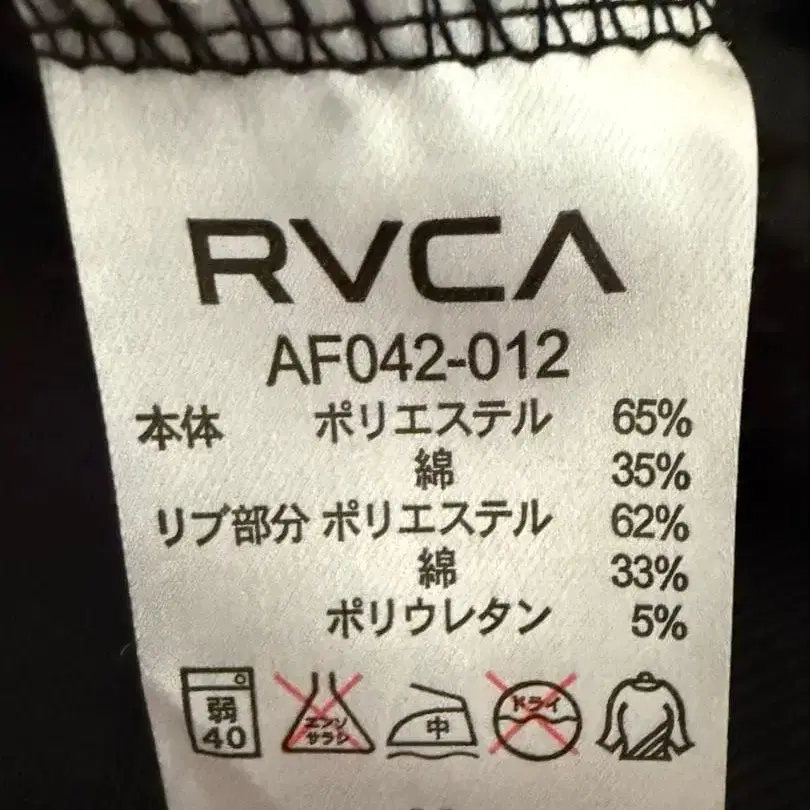 RVCA
AF042-012
本体 ポリエステル 65%
綿 35%
リブ部分 ポリエステル 62%
綿 33%
ポリウレタン 5%
弱 40
エンソ サラシ
中
ドライ